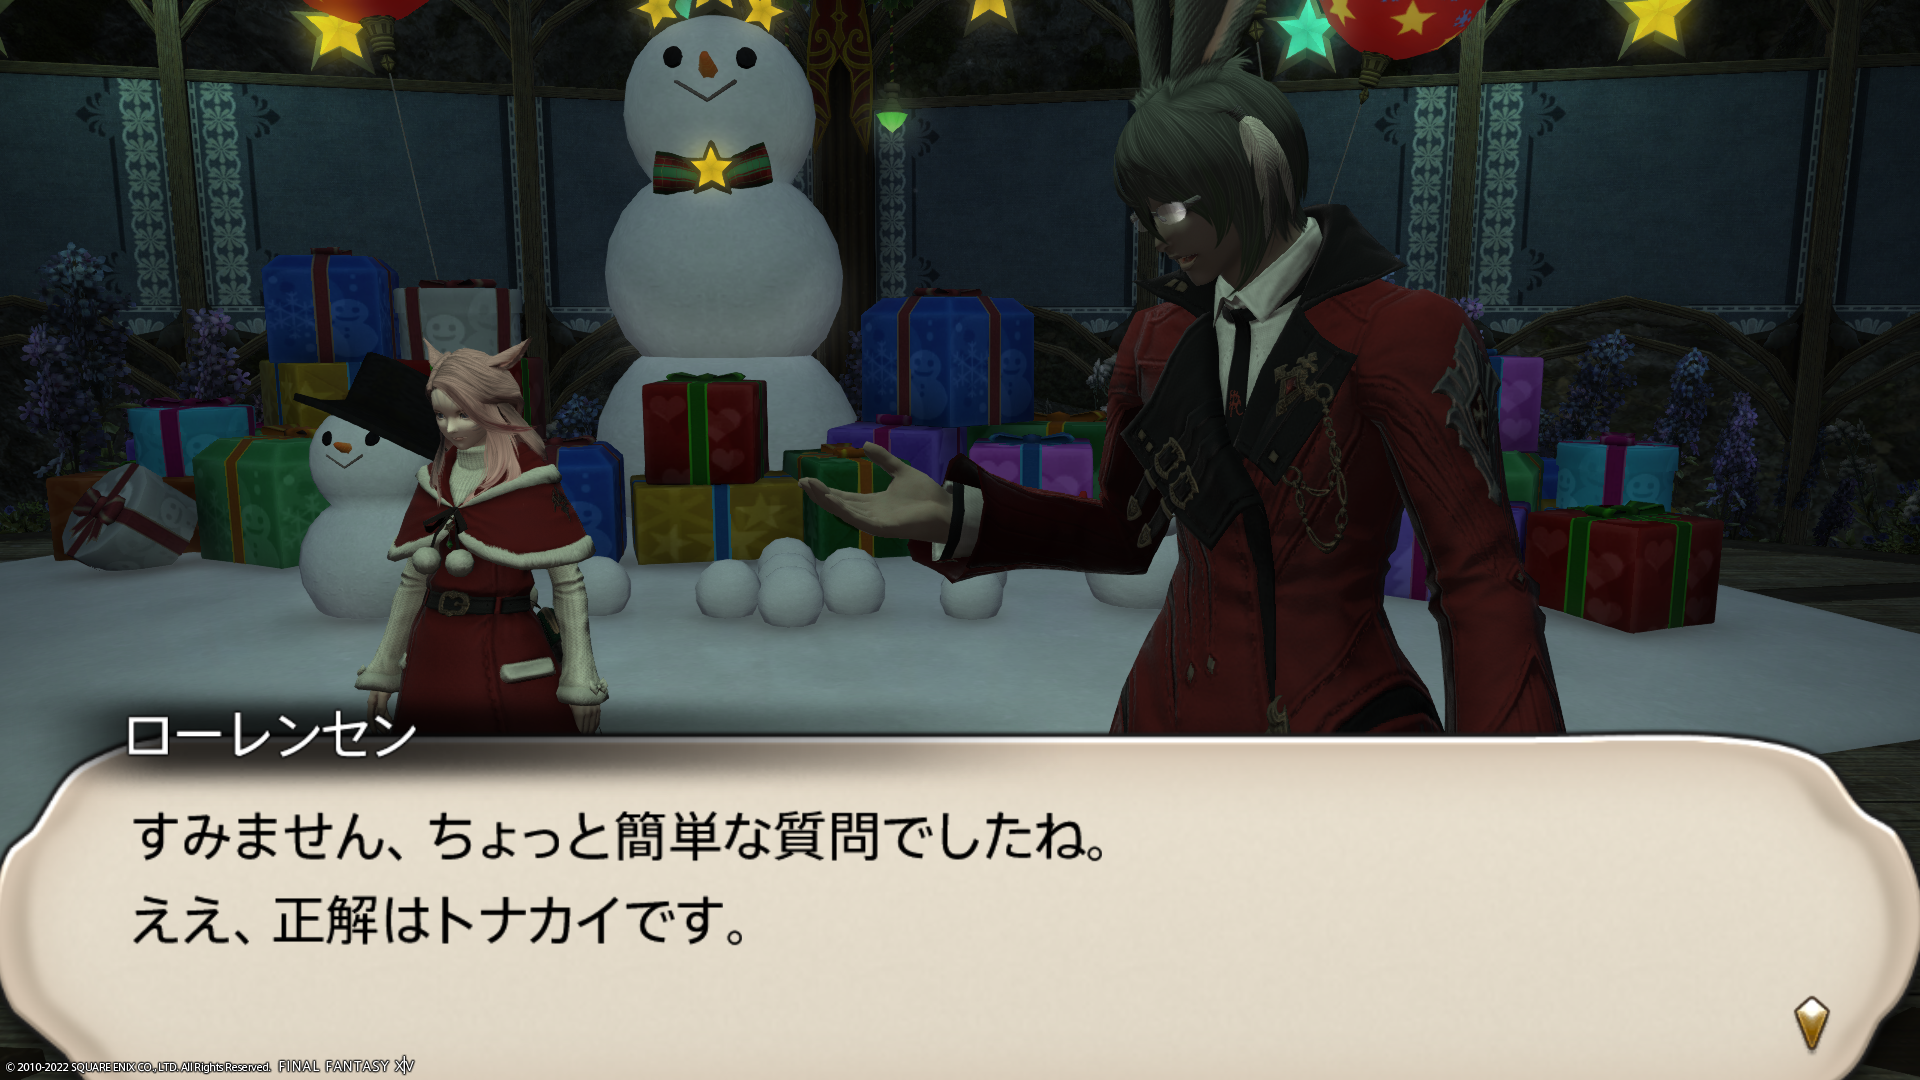 ローレンセン
すみません、ちょっと簡単な質問でしたね。
ええ、正解はトナカイです。
© 2010-2022 SQUARE ENIX CO., LTD. All Rights Reserved. FINAL FANTASY XIV